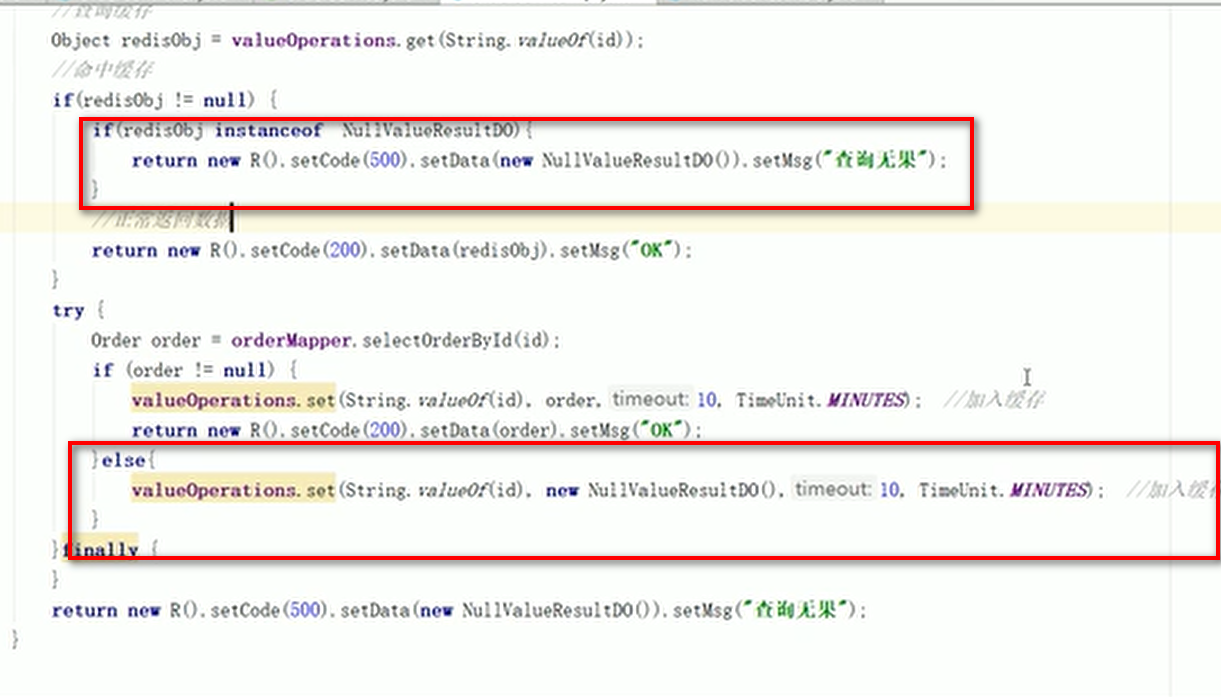 //查询缓存
Object redisObj = valueOperations.get(String.valueOf(id));
//命中缓存
if(redisObj != null) {
if(redisObj instanceof NullValueResultDO){
return new R().setCode(500).setData(new NullValueResultDO()).setMsg("查询无果");
}
//正常返回数据
return new R().setCode(200).setData(redisObj).setMsg("OK");
}
try {
Order order = orderMapper.selectOrderById(id);
if (order != null) {
valueOperations.set(String.valueOf(id), order, timeout: 10, TimeUnit.MINUTES); //加入缓存
return new R().setCode(200).setData(order).setMsg("OK");
}else{
valueOperations.set(String.valueOf(id), new NullValueResultDO(), timeout: 10, TimeUnit.MINUTES); //加入缓存
}
}finally {
}
return new R().setCode(500).setData(new NullValueResultDO()).setMsg("查询无果");
}